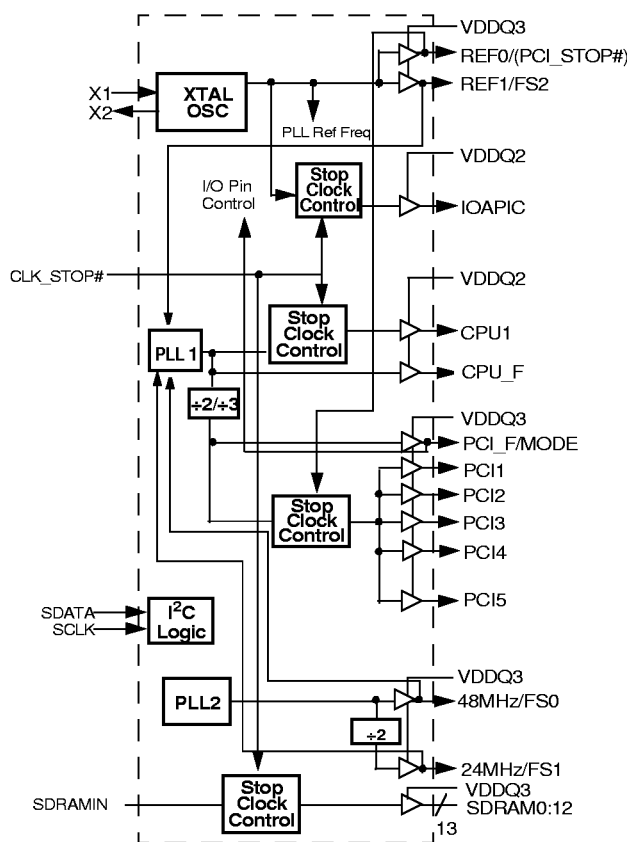 VDDQ3
REF0/(PCI_STOP#)
X1
XTAL
OSC
REF1/FS2
X2
PLL Ref Freq
VDDQ2
I/O Pin
Control
Stop
Clock
Control
IOAPIC
CLK_STOP#
VDDQ2
Stop
Clock
Control
CPU1
PLL 1
CPU_F
÷2/÷3
VDDQ3
PCI_F/MODE
PCI1
Stop
Clock
Control
PCI2
PCI3
PCI4
PCI5
SDATA
SCLK
I2C
Logic
VDDQ3
PLL2
48MHz/FS0
÷2
24MHz/FS1
Stop
Clock
Control
VDDQ3
SDRAMIN
SDRAM0:12
13